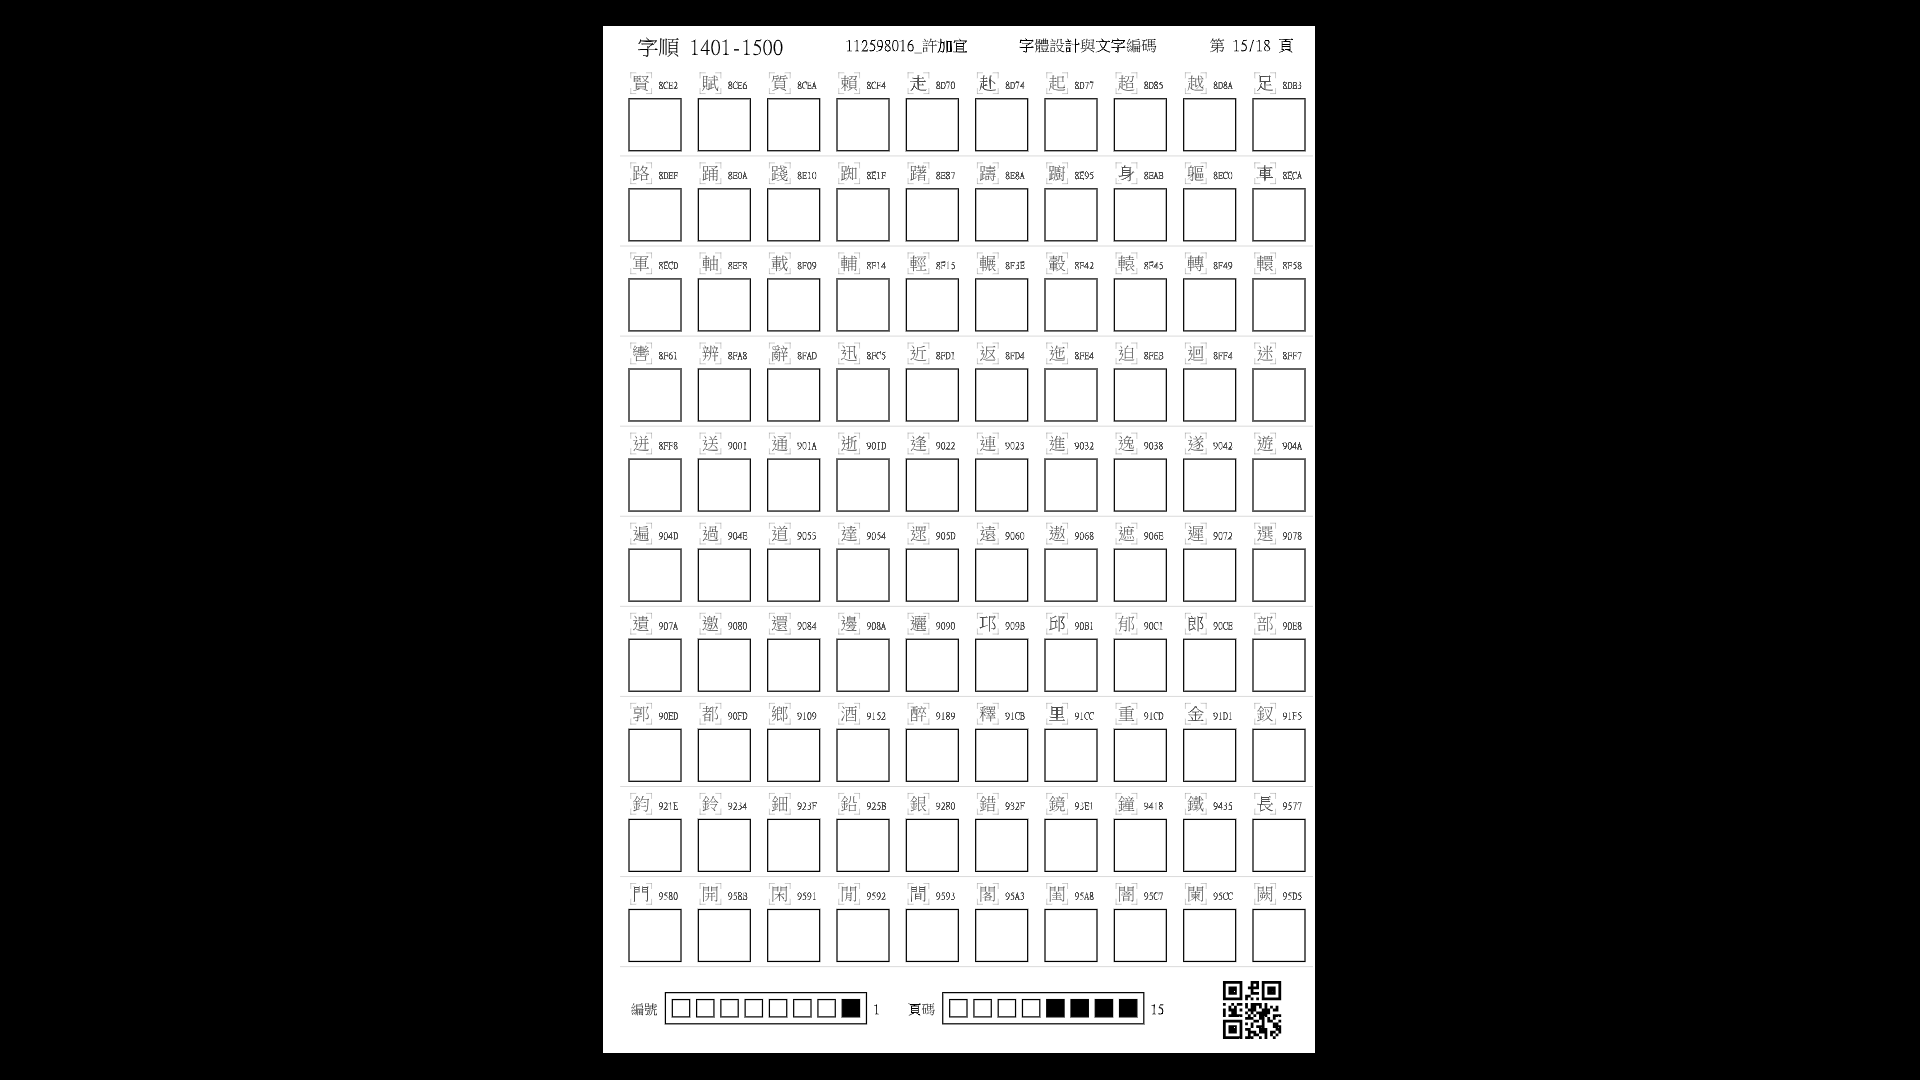 字順 1401-1500 112598016_許加宜 字體設計與文字編碼 第 15/18 頁
賢 8CE2 賦 8CE6 質 8CEA 賴 8CF4 走 8D70 赴 8D74 起 8D77 超 8D85 越 8D8A 足 8DB3
路 8DEF 踊 8E0A 踐 8E10 踟 8E1F 躇 8E87 躊 8E8A 躕 8E95 身 8EAB 軀 8EC0 車 8ECA
軍 8ECD 軸 8EF8 載 8F09 輔 8F14 輕 8F15 輾 8F3E 轂 8F42 轅 8F45 轉 8F49 轘 8F58
轡 8F61 辨 8FA8 辭 8FAD 迅 8FC5 近 8FD1 返 8FD4 迤 8FE4 迫 8FEB 迴 8FF4 迷 8FF7
迸 8FF8 送 9001 通 901A 逝 901D 逢 9022 連 9023 進 9032 逸 9038 遂 9042 遊 904A
遍 904D 過 904E 道 9053 達 9054 遝 905D 遠 9060 遨 9068 遮 906E 遲 9072 選 9078
遺 907A 邀 9080 還 9084 邊 908A 邐 9090 邛 909B 邱 90B1 郁 90C1 郎 90CE 部 90E8
郭 90ED 都 90FD 鄉 9109 酒 9152 醉 9189 釋 91CB 里 91CC 重 91CD 金 91D1 釵 91F5
鈞 921E 鈴 9234 鈿 923F 鉛 925B 銀 9280 錯 932F 鏡 93E1 鐘 9418 鐵 9435 長 9577
門 9580 開 958B 閑 9591 閒 9592 間 9593 閣 95A3 閨 95A8 闇 95C7 闌 95CC 闕 95D5
編號 1 頁碼 15